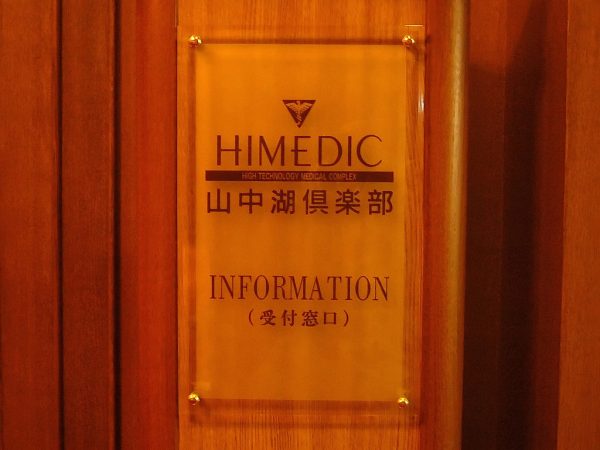 HIMEDIC
HIGH TECHNOLOGY MEDICAL COMPLEX
山中湖倶楽部
INFORMATION
(受付窓口)